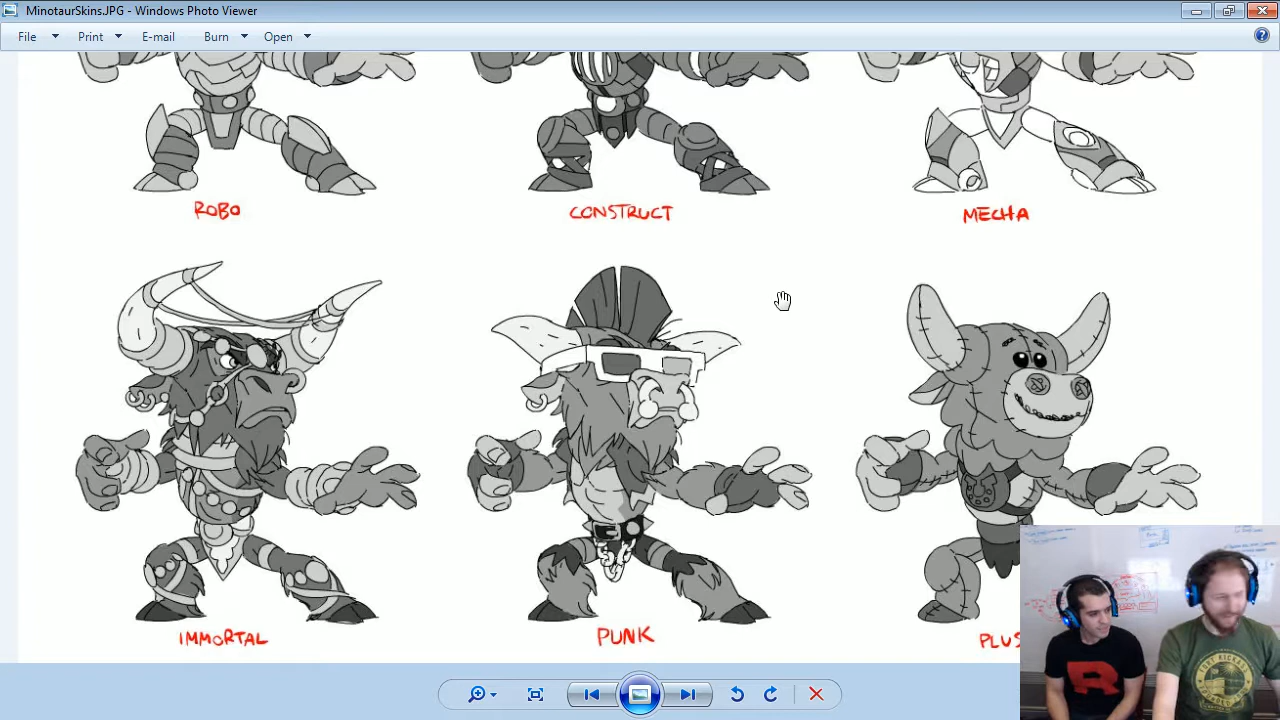 MinotaurSkins.JPG - Windows Photo Viewer
File Print E-mail Burn Open
ROBO CONSTRUCT MECHA
IMMORTAL PUNK PLUS
R